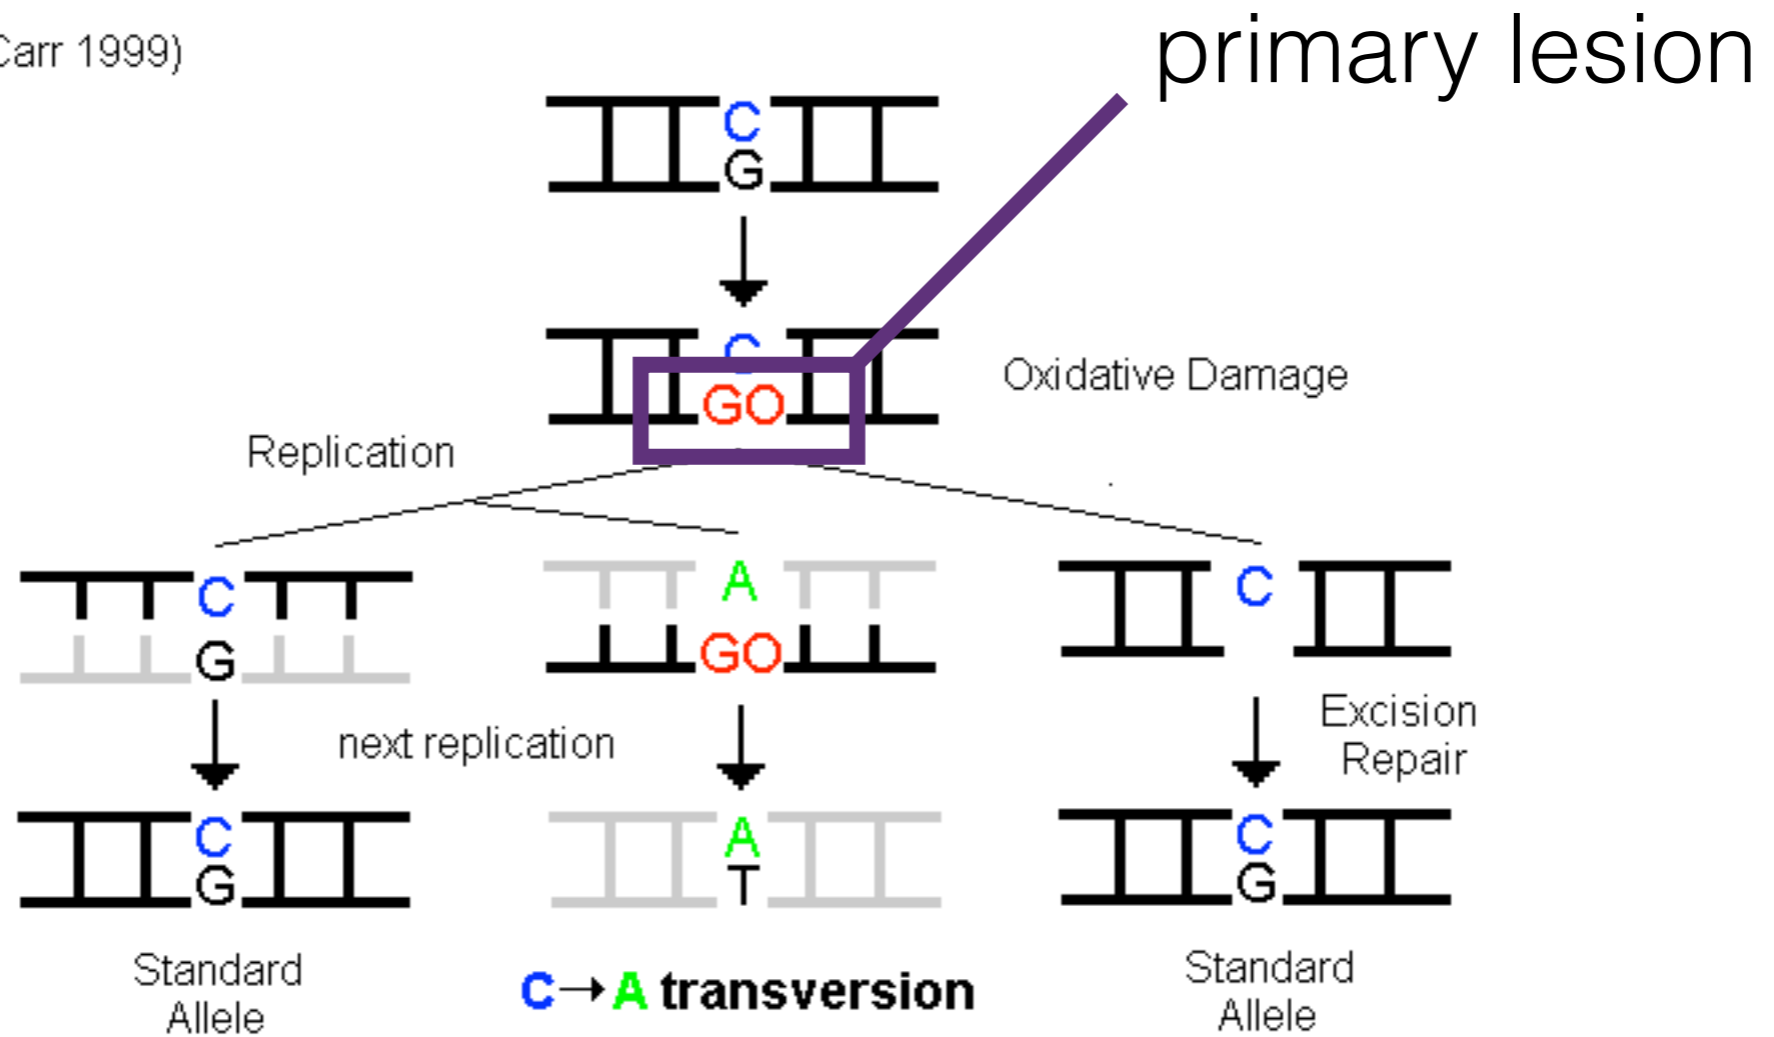 Carr 1999)
primary lesion
C
G
C
GO
Oxidative Damage
Replication
C
G
A
GO
C
next replication
Excision
Repair
C
G
A
T
C
G
Standard
Allele
C→A transversion
Standard
Allele